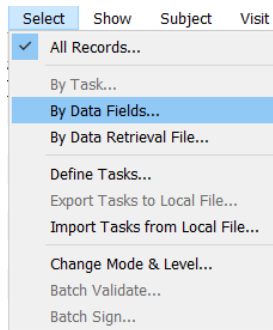 Select Show Subject Visit
All Records...
By Task...
By Data Fields...
By Data Retrieval File...
Define Tasks...
Export Tasks to Local File...
Import Tasks from Local File...
Change Mode & Level...
Batch Validate...
Batch Sign...